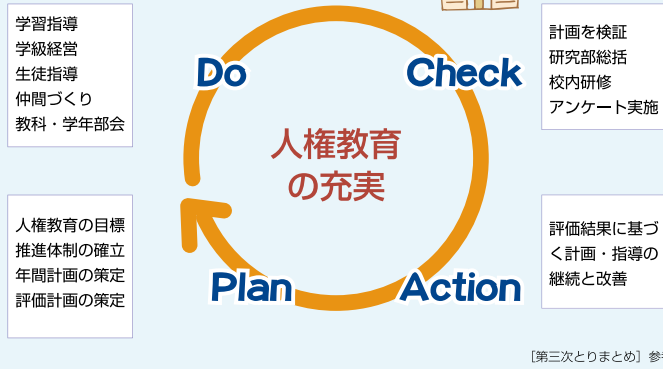 学習指導
学級経営
生徒指導
仲間づくり
教科・学年部会
Do
Check
計画を検証
研究部総括
校内研修
アンケート実施
人権教育
の充実
人権教育の目標
推進体制の確立
年間計画の策定
評価計画の策定
Plan
Action
評価結果に基づ
く計画・指導の
継続と改善
［第三次とりまとめ］参考